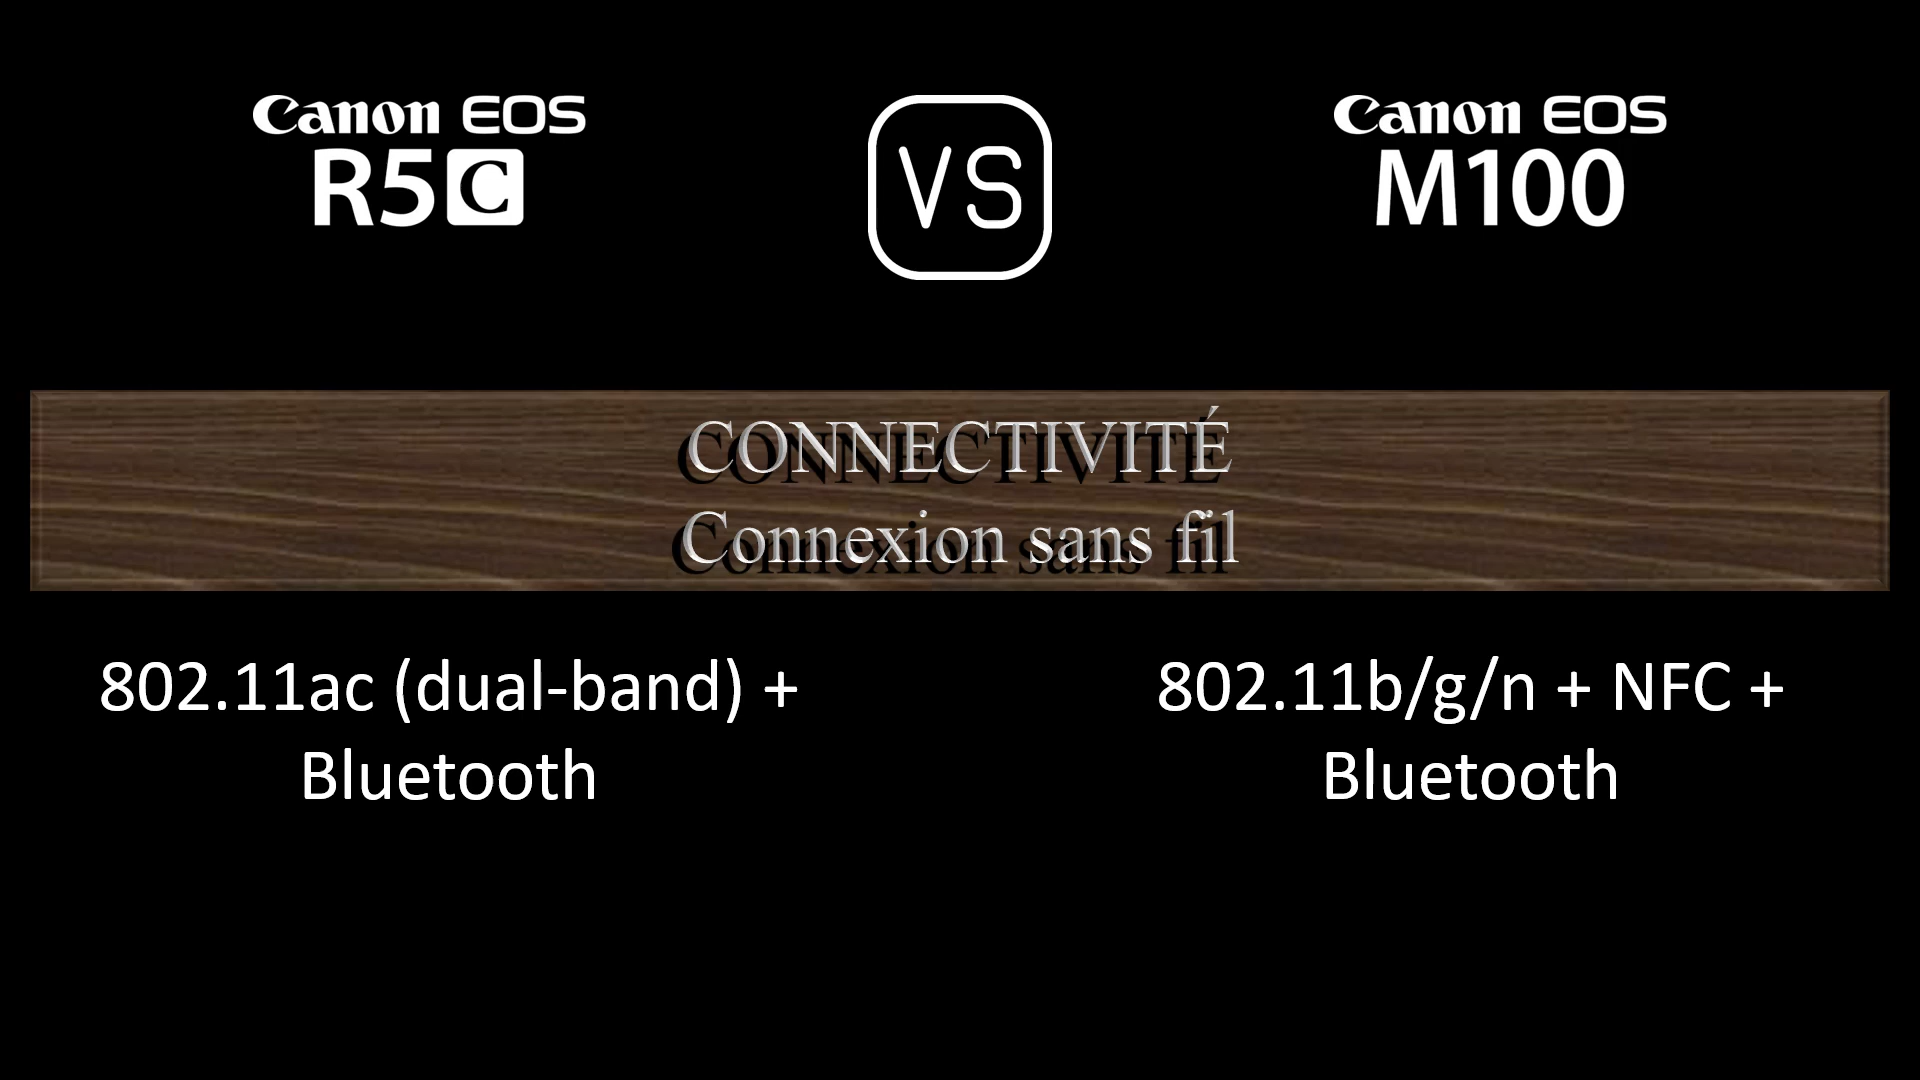 Canon EOS
R5 C
VS
Canon EOS
M100
CONNECTIVITÉ
Connexion sans fil
802.11ac (dual-band) +
Bluetooth
802.11b/g/n + NFC +
Bluetooth